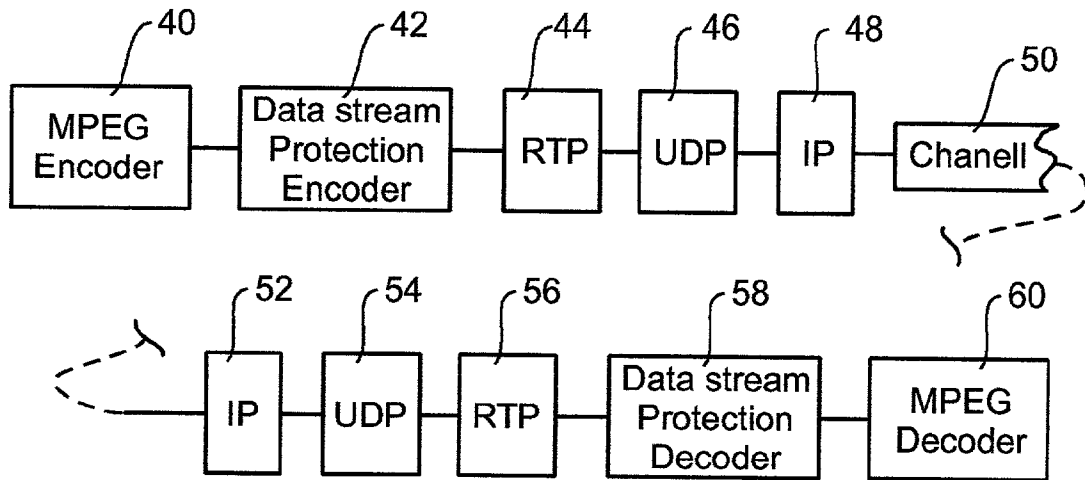 40
42
44
46
48
50
MPEG
Encoder
Data stream
Protection
Encoder
RTP
UDP
IP
Chanell
52
54
56
58
60
IP
UDP
RTP
Data stream
Protection
Decoder
MPEG
Decoder